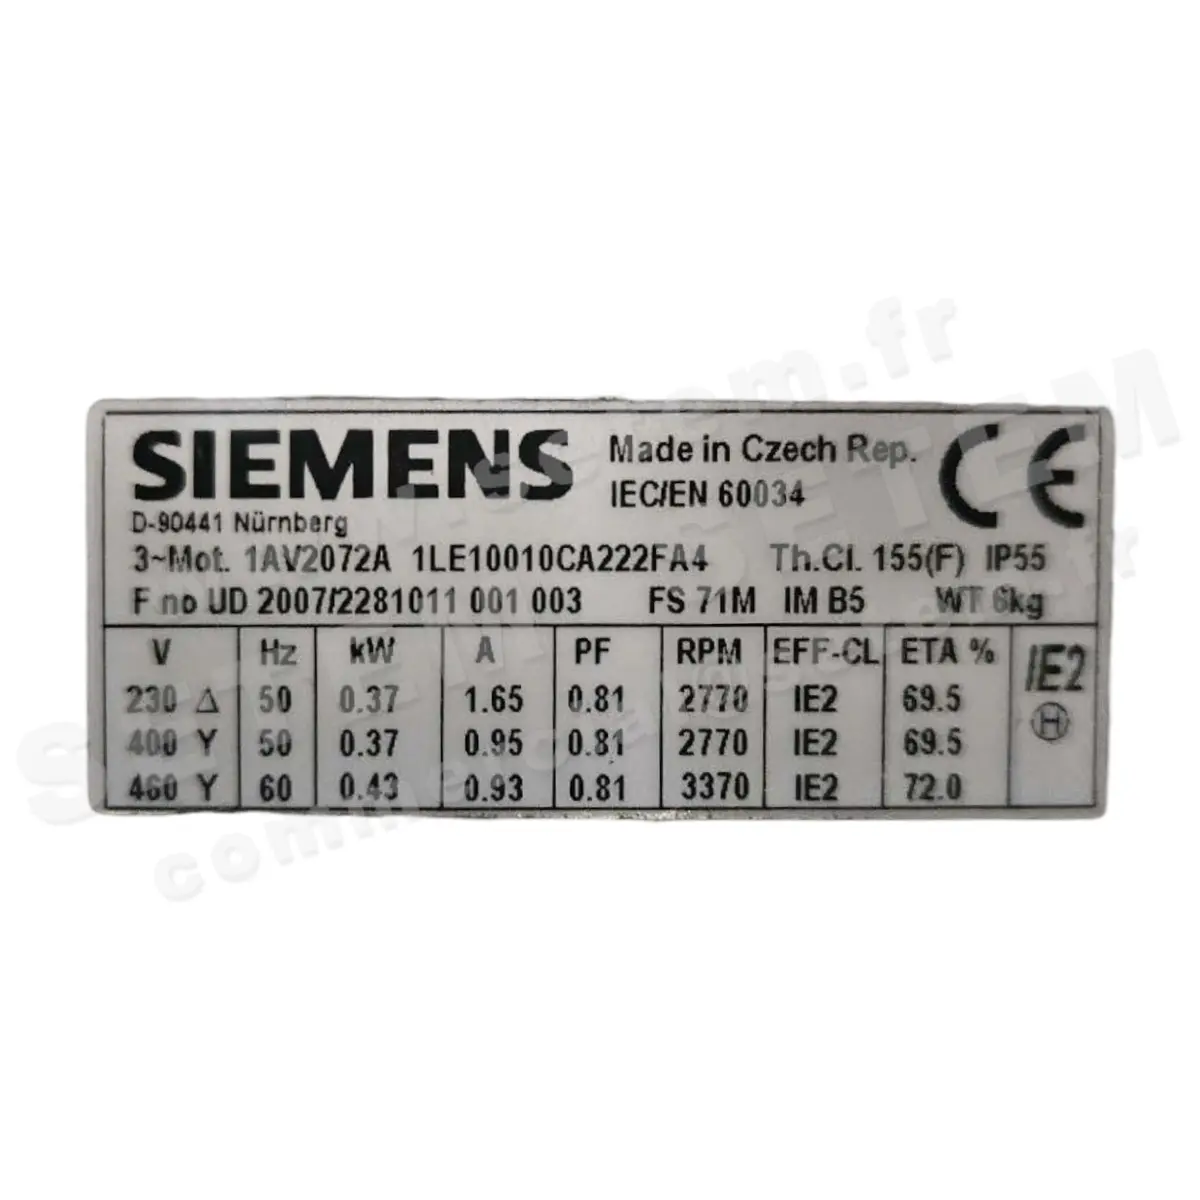 SIEMENS
Made in Czech Rep.
IEC/EN 60034
CE
D-90441 Nürnberg
3~Mot. 1AV2072A 1LE10010CA222FA4 Th.Cl. 155(F) IP55
F no UD 2007/2281011 001 003 FS 71M IM B5 WT 6kg
V Hz kW A PF RPM EFF-CL ETA % IE2
230 Δ 50 0.37 1.65 0.81 2770 IE2 69.5 H
400 Y 50 0.37 0.95 0.81 2770 IE2 69.5
460 Y 60 0.43 0.93 0.81 3370 IE2 72.0